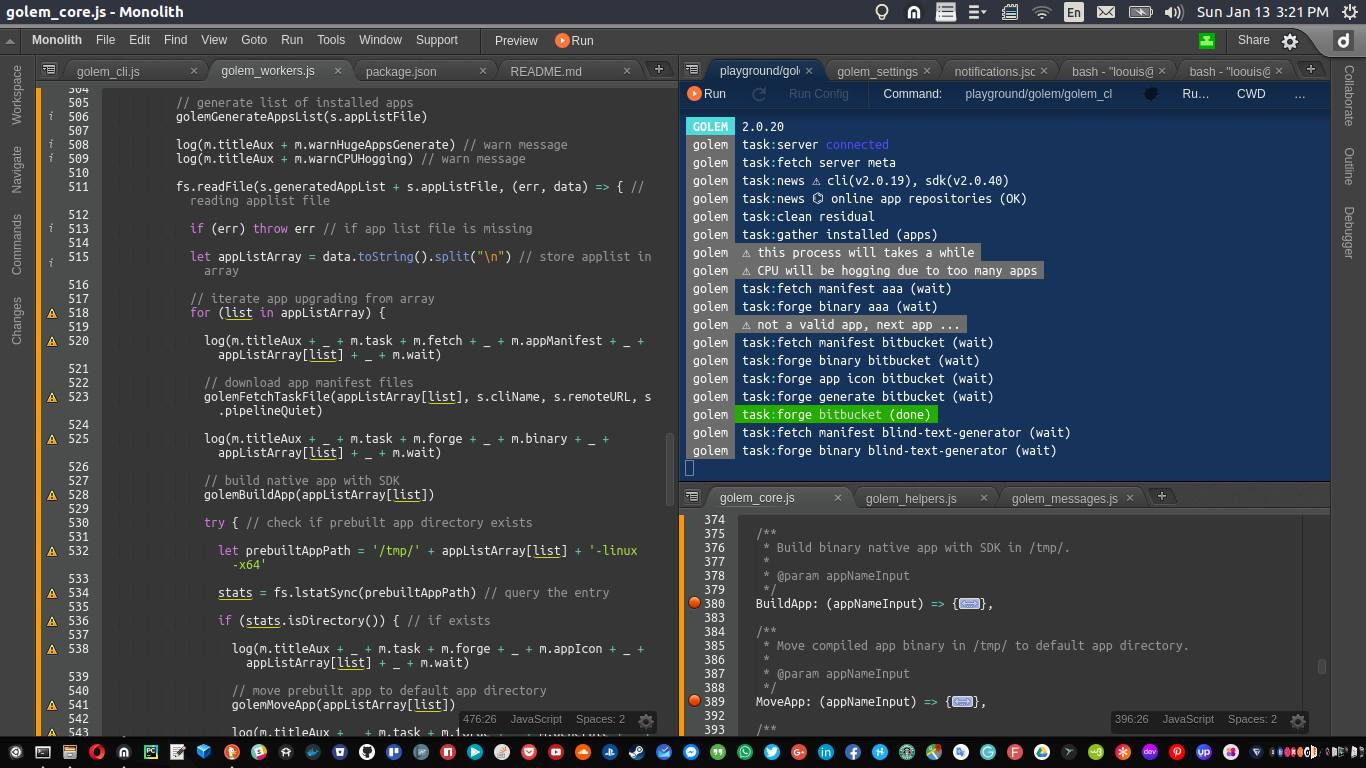 golem_core.js - Monolith
En
Sun Jan 13 3:21 PM
Monolith File Edit Find View Goto Run Tools Window Support Preview Run
Share
Workspace
Navigate
Commands
Changes
golem_cli.js × golem_workers.js × package.json × README.md × +
504
505 // generate list of installed apps
506 golemGenerateAppsList(s.appListFile)
507
508 log(m.titleAux + m.warnHugeAppsGenerate) // warn message
509 log(m.titleAux + m.warnCPUHogging) // warn message
510
511 fs.readFile(s.generatedAppList + s.appListFile, (err, data) => { //
reading applist file
512
513 if (err) throw err // if app list file is missing
514
515 let appListArray = data.toString().split("\n") // store applist in
array
516
517 // iterate app upgrading from array
518 for (list in appListArray) {
519
520 log(m.titleAux + _ + m.task + m.fetch + _ + m.appManifest + _ +
appListArray[list] + _ + m.wait)
521
522 // download app manifest files
523 golemFetchTaskFile(appListArray[list], s.cliName, s.remoteURL, s
.pipelineQuiet)
524
525 log(m.titleAux + _ + m.task + m.forge + _ + m.binary + _ +
appListArray[list] + _ + m.wait)
526
527 // build native app with SDK
528 golemBuildApp(appListArray[list])
529
530 try { // check if prebuilt app directory exists
531
532 let prebuiltAppPath = '/tmp/' + appListArray[list] + '-linux
-x64'
533
534 stats = fs.lstatSync(prebuiltAppPath) // query the entry
535
536 if (stats.isDirectory()) { // if exists
537
538 log(m.titleAux + _ + m.task + m.forge + _ + m.appIcon + _ +
appListArray[list] + _ + m.wait)
539
540 // move prebuilt app to default app directory
541 golemMoveApp(appListArray[list])
542
543
476:26 JavaScript Spaces: 2
playground/gol × golem_settings × notifications.jsc × bash - "loouis@ × bash - "loouis@ × +
Run Run Config Command: playground/golem/golem_cl Ru... CWD ...
GOLEM 2.0.20
golem task:server connected
golem task:fetch server meta
golem task:news ⚠ cli(v2.0.19), sdk(v2.0.40)
golem task:news ⌬ online app repositories (OK)
golem task:clean residual
golem task:gather installed (apps)
golem ⚠ this process will takes a while
golem ⚠ CPU will be hogging due to too many apps
golem task:fetch manifest aaa (wait)
golem task:forge binary aaa (wait)
golem ⚠ not a valid app, next app ...
golem task:fetch manifest bitbucket (wait)
golem task:forge binary bitbucket (wait)
golem task:forge app icon bitbucket (wait)
golem task:forge generate bitbucket (wait)
golem task:forge bitbucket (done)
golem task:fetch manifest blind-text-generator (wait)
golem task:forge binary blind-text-generator (wait)
golem_core.js × golem_helpers.js × golem_messages.js × +
374
375 /**
376 * Build binary native app with SDK in /tmp/.
377 *
378 * @param appNameInput
379 */
380 BuildApp: (appNameInput) => {},
383
384 /**
385 * Move compiled app binary in /tmp/ to default app directory.
386 *
387 * @param appNameInput
388 */
389 MoveApp: (appNameInput) => {},
392
393 /**
396:26 JavaScript Spaces: 2
Collaborate
Outline
Debugger